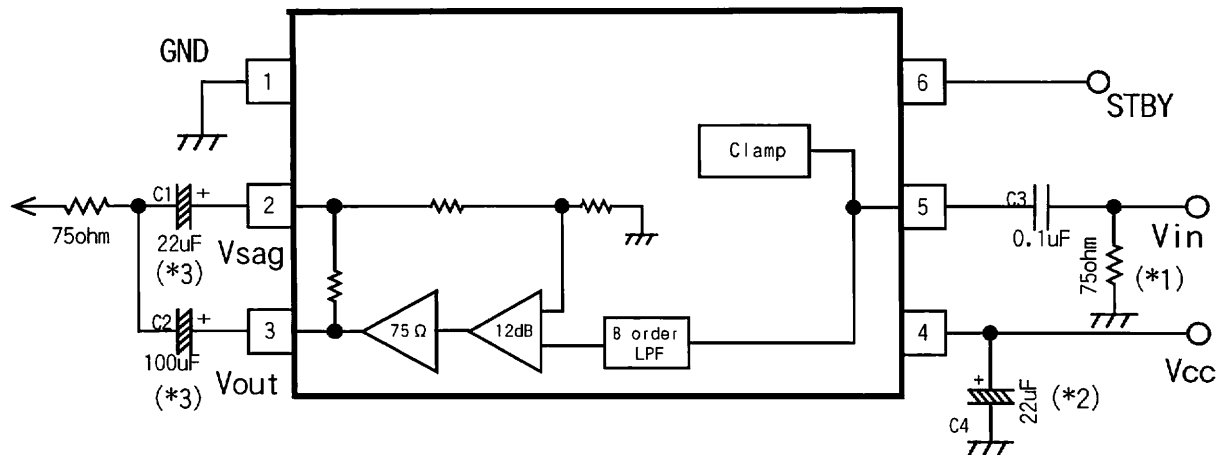 GND
1
6
STBY
Clamp
C1 +
2
5
C3
75ohm
22uF
Vsag
0.1uF
Vin
(*3)
75ohm
(*1)
C2 +
3
75Ω
12dB
8 order
LPF
4
100uF
Vout
Vcc
(*3)
+
22uF
(*2)
C4